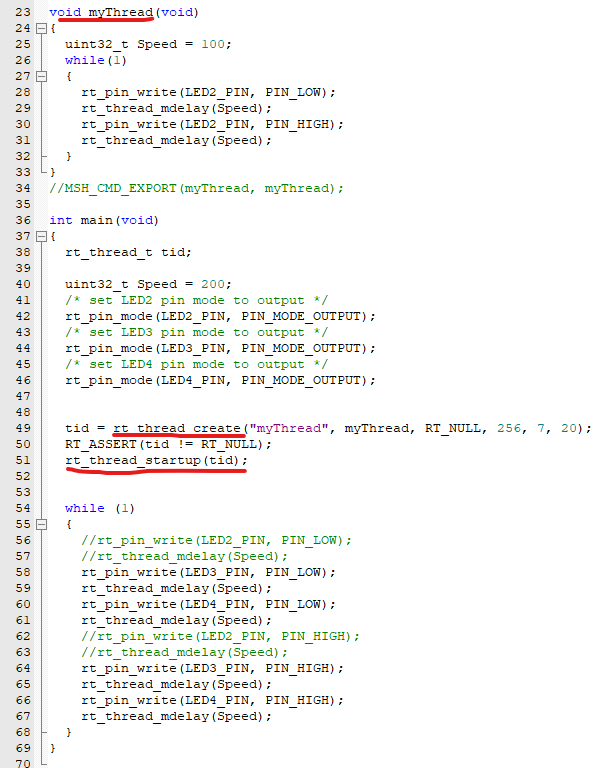 23 void myThread(void)
24 {
25 uint32_t Speed = 100;
26 while(1)
27 {
28 rt_pin_write(LED2_PIN, PIN_LOW);
29 rt_thread_mdelay(Speed);
30 rt_pin_write(LED2_PIN, PIN_HIGH);
31 rt_thread_mdelay(Speed);
32 }
33 }
34 //MSH_CMD_EXPORT(myThread, myThread);
35
36 int main(void)
37 {
38 rt_thread_t tid;
39
40 uint32_t Speed = 200;
41 /* set LED2 pin mode to output */
42 rt_pin_mode(LED2_PIN, PIN_MODE_OUTPUT);
43 /* set LED3 pin mode to output */
44 rt_pin_mode(LED3_PIN, PIN_MODE_OUTPUT);
45 /* set LED4 pin mode to output */
46 rt_pin_mode(LED4_PIN, PIN_MODE_OUTPUT);
47
48
49 tid = rt_thread_create("myThread", myThread, RT_NULL, 256, 7, 20);
50 RT_ASSERT(tid != RT_NULL);
51 rt_thread_startup(tid);
52
53
54 while (1)
55 {
56 //rt_pin_write(LED2_PIN, PIN_LOW);
57 //rt_thread_mdelay(Speed);
58 rt_pin_write(LED3_PIN, PIN_LOW);
59 rt_thread_mdelay(Speed);
60 rt_pin_write(LED4_PIN, PIN_LOW);
61 rt_thread_mdelay(Speed);
62 //rt_pin_write(LED2_PIN, PIN_HIGH);
63 //rt_thread_mdelay(Speed);
64 rt_pin_write(LED3_PIN, PIN_HIGH);
65 rt_thread_mdelay(Speed);
66 rt_pin_write(LED4_PIN, PIN_HIGH);
67 rt_thread_mdelay(Speed);
68 }
69 }
70